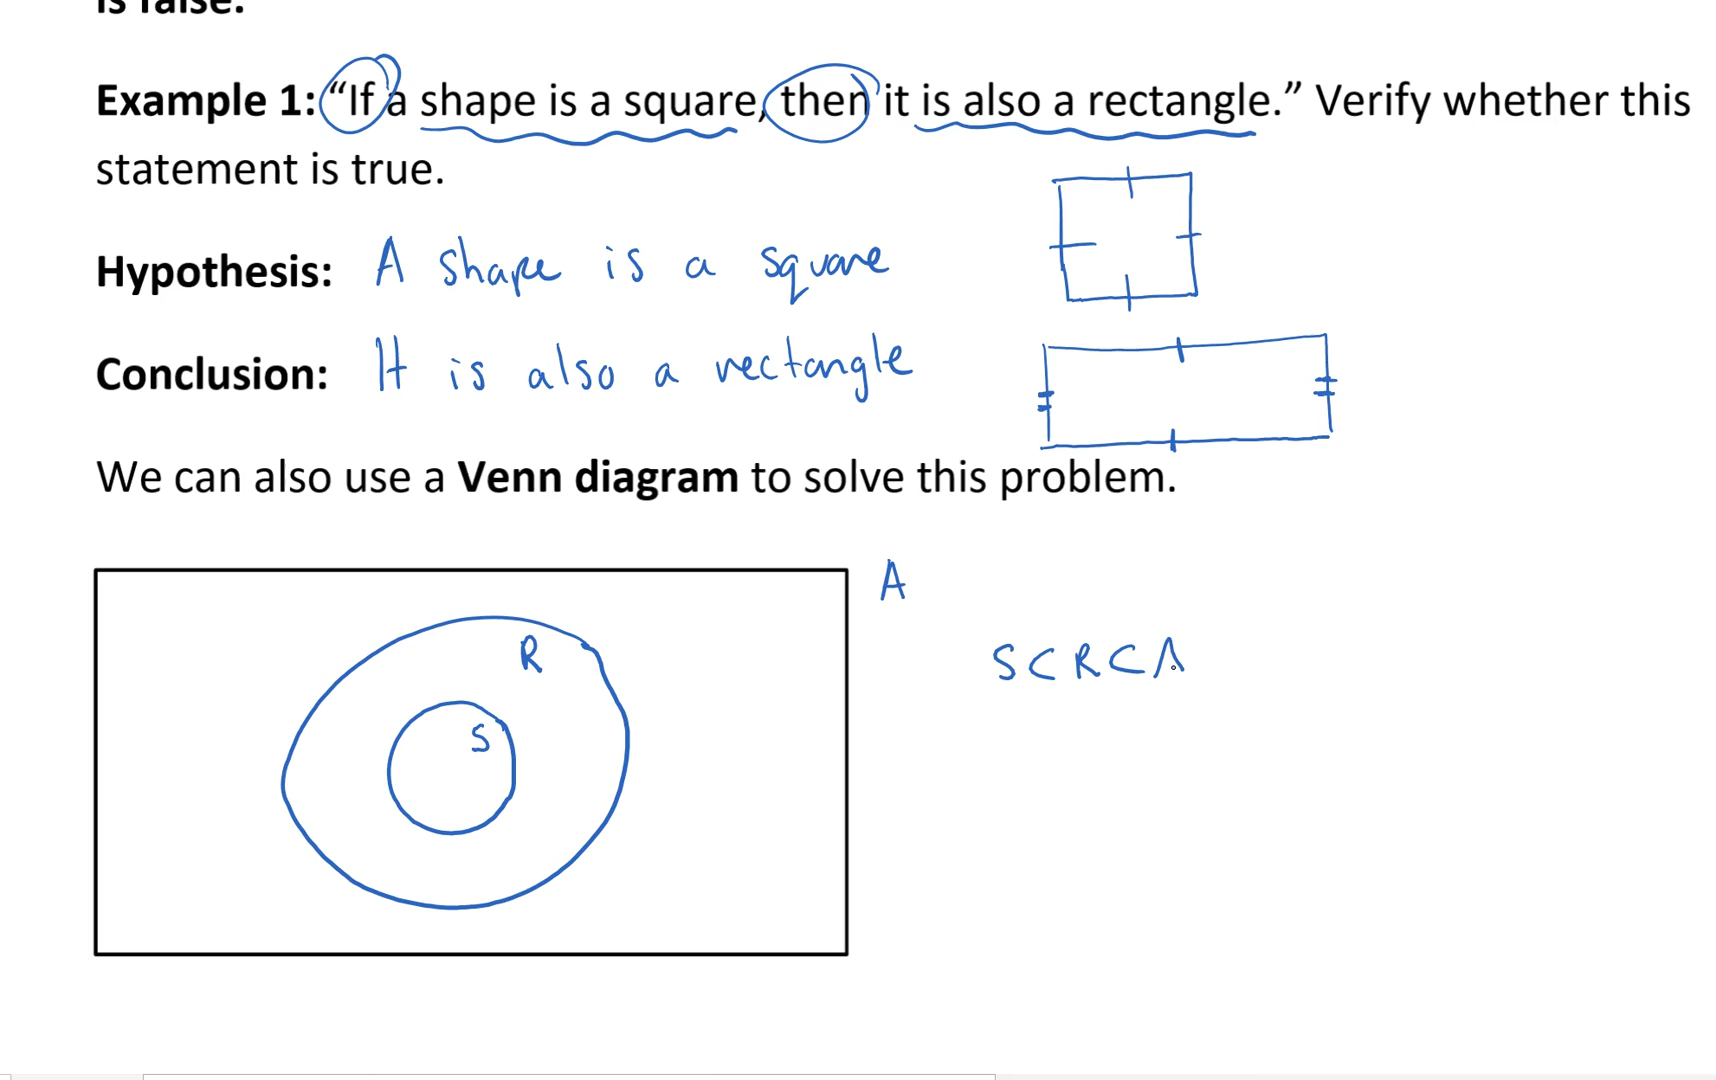 is false.
Example 1: “If a shape is a square, then it is also a rectangle.” Verify whether this
statement is true.
Hypothesis: A shape is a square
Conclusion: It is also a rectangle
We can also use a Venn diagram to solve this problem.
A
R
S
S⊂R⊂A